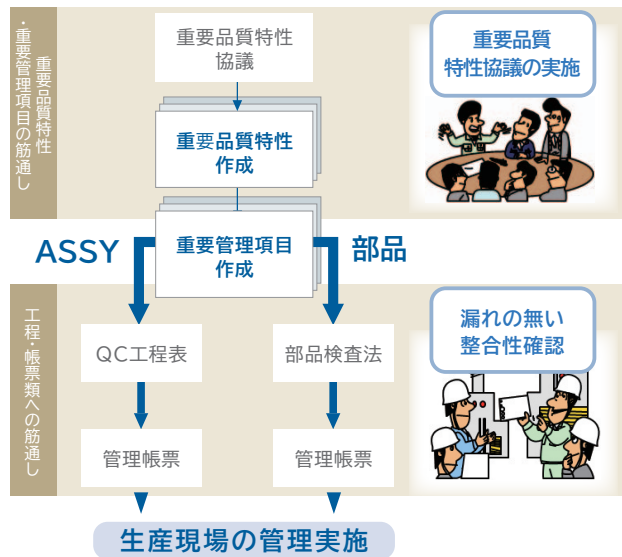 重要品質特性
・重要管理項目の筋通し
重要品質特性
協議
重要品質
特性協議の実施
重要品質特性
作成
ASSY
重要管理項目
作成
部品
工程・帳票類への筋通し
QC工程表
部品検査法
漏れの無い
整合性確認
管理帳票
管理帳票
生産現場の管理実施